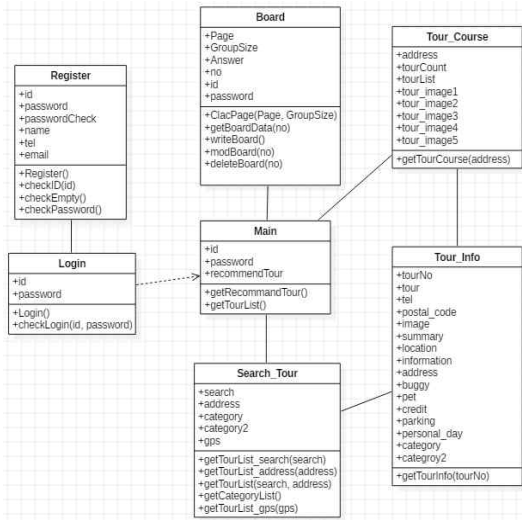 Board
+Page
+GroupSize
+Answer
+no
+id
+password
+ClacPage(Page, GroupSize)
+getBoardData(no)
+writeBoard()
+modBoard(no)
+deleteBoard(no)
Tour_Course
+address
+tourCount
+tourList
+tour_image1
+tour_image2
+tour_image3
+tour_image4
+tour_image5
+getTourCourse(address)
Register
+id
+password
+passwordCheck
+name
+tel
+email
+Register()
+checkID(id)
+checkEmpty()
+checkPassword()
Login
+id
+password
+Login()
+checkLogin(id, password)
Main
+id
+password
+recommendTour
+getRecommandTour()
+getTourList()
Tour_Info
+tourNo
+tour
+tel
+postal_code
+image
+summary
+location
+information
+address
+buggy
+pet
+credit
+parking
+personal_day
+category
+categroy2
+getTourInfo(tourNo)
Search_Tour
+search
+address
+category
+category2
+gps
+getTourList_search(search)
+getTourList_address(address)
+getTourList(search, address)
+getCategoryList()
+getTourList_gps(gps)